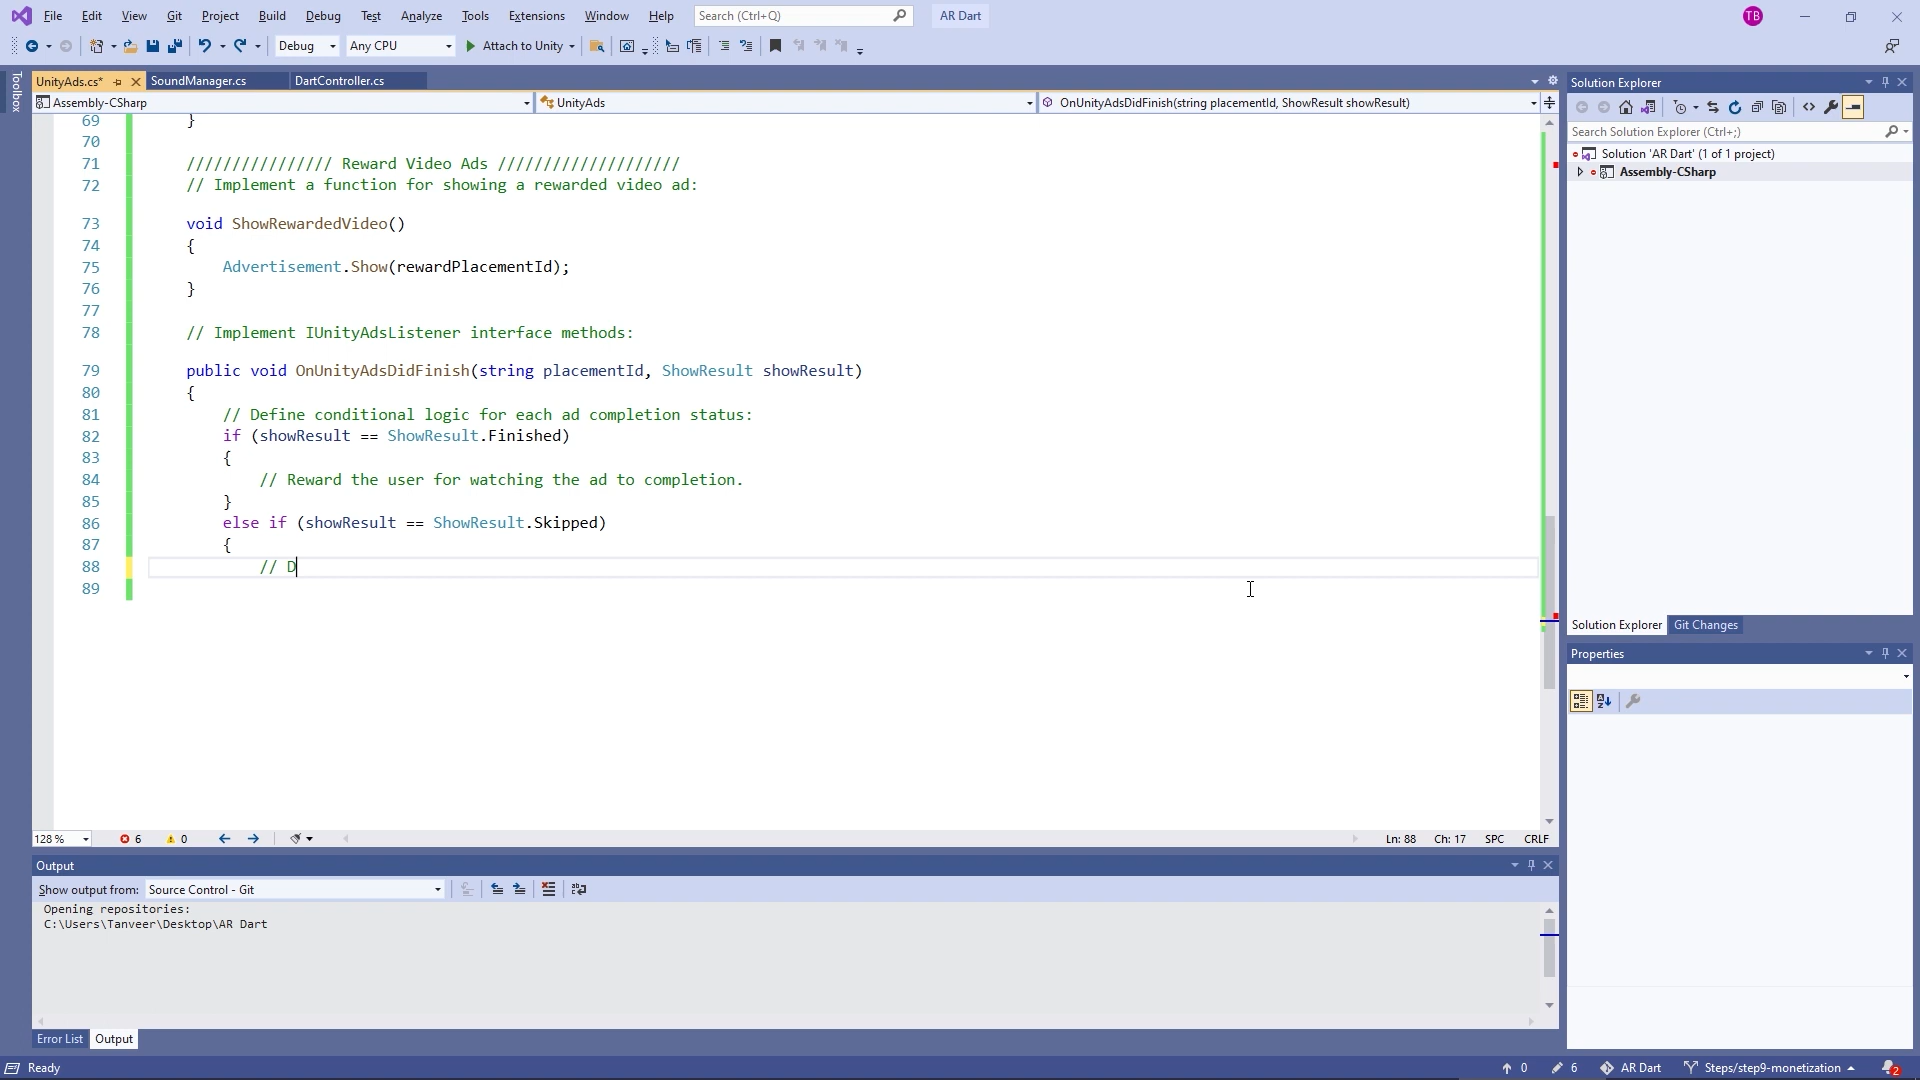 File Edit View Git Project Build Debug Test Analyze Tools Extensions Window Help Search (Ctrl+Q) AR Dart TB
Debug Any CPU Attach to Unity
Toolbox
UnityAds.cs* SoundManager.cs DartController.cs
Assembly-CSharp UnityAds OnUnityAdsDidFinish(string placementId, ShowResult showResult)
69 }
70
71 //////////////// Reward Video Ads ////////////////////
72 // Implement a function for showing a rewarded video ad:
73 void ShowRewardedVideo()
74 {
75 Advertisement.Show(rewardPlacementId);
76 }
77
78 // Implement IUnityAdsListener interface methods:
79 public void OnUnityAdsDidFinish(string placementId, ShowResult showResult)
80 {
81 // Define conditional logic for each ad completion status:
82 if (showResult == ShowResult.Finished)
83 {
84 // Reward the user for watching the ad to completion.
85 }
86 else if (showResult == ShowResult.Skipped)
87 {
88 // D
89
128 % 6 0 Ln: 88 Ch: 17 SPC CRLF
Output
Show output from: Source Control - Git
Opening repositories:
C:\Users\Tanveer\Desktop\AR Dart
Error List Output
Solution Explorer
Search Solution Explorer (Ctrl+;)
Solution 'AR Dart' (1 of 1 project)
Assembly-CSharp
Solution Explorer Git Changes
Properties
Ready 0 6 AR Dart Steps/step9-monetization 2